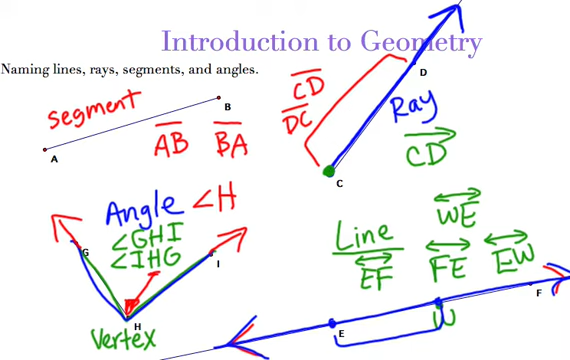 Introduction to Geometry
Naming lines, rays, segments, and angles.
segment
A
B
AB BA
CD
DC
D
Ray
CD
C
Angle ∠H
∠GHI
∠IHG
G
I
H
Vertex
WE
Line
EF FE EW
E
W
F